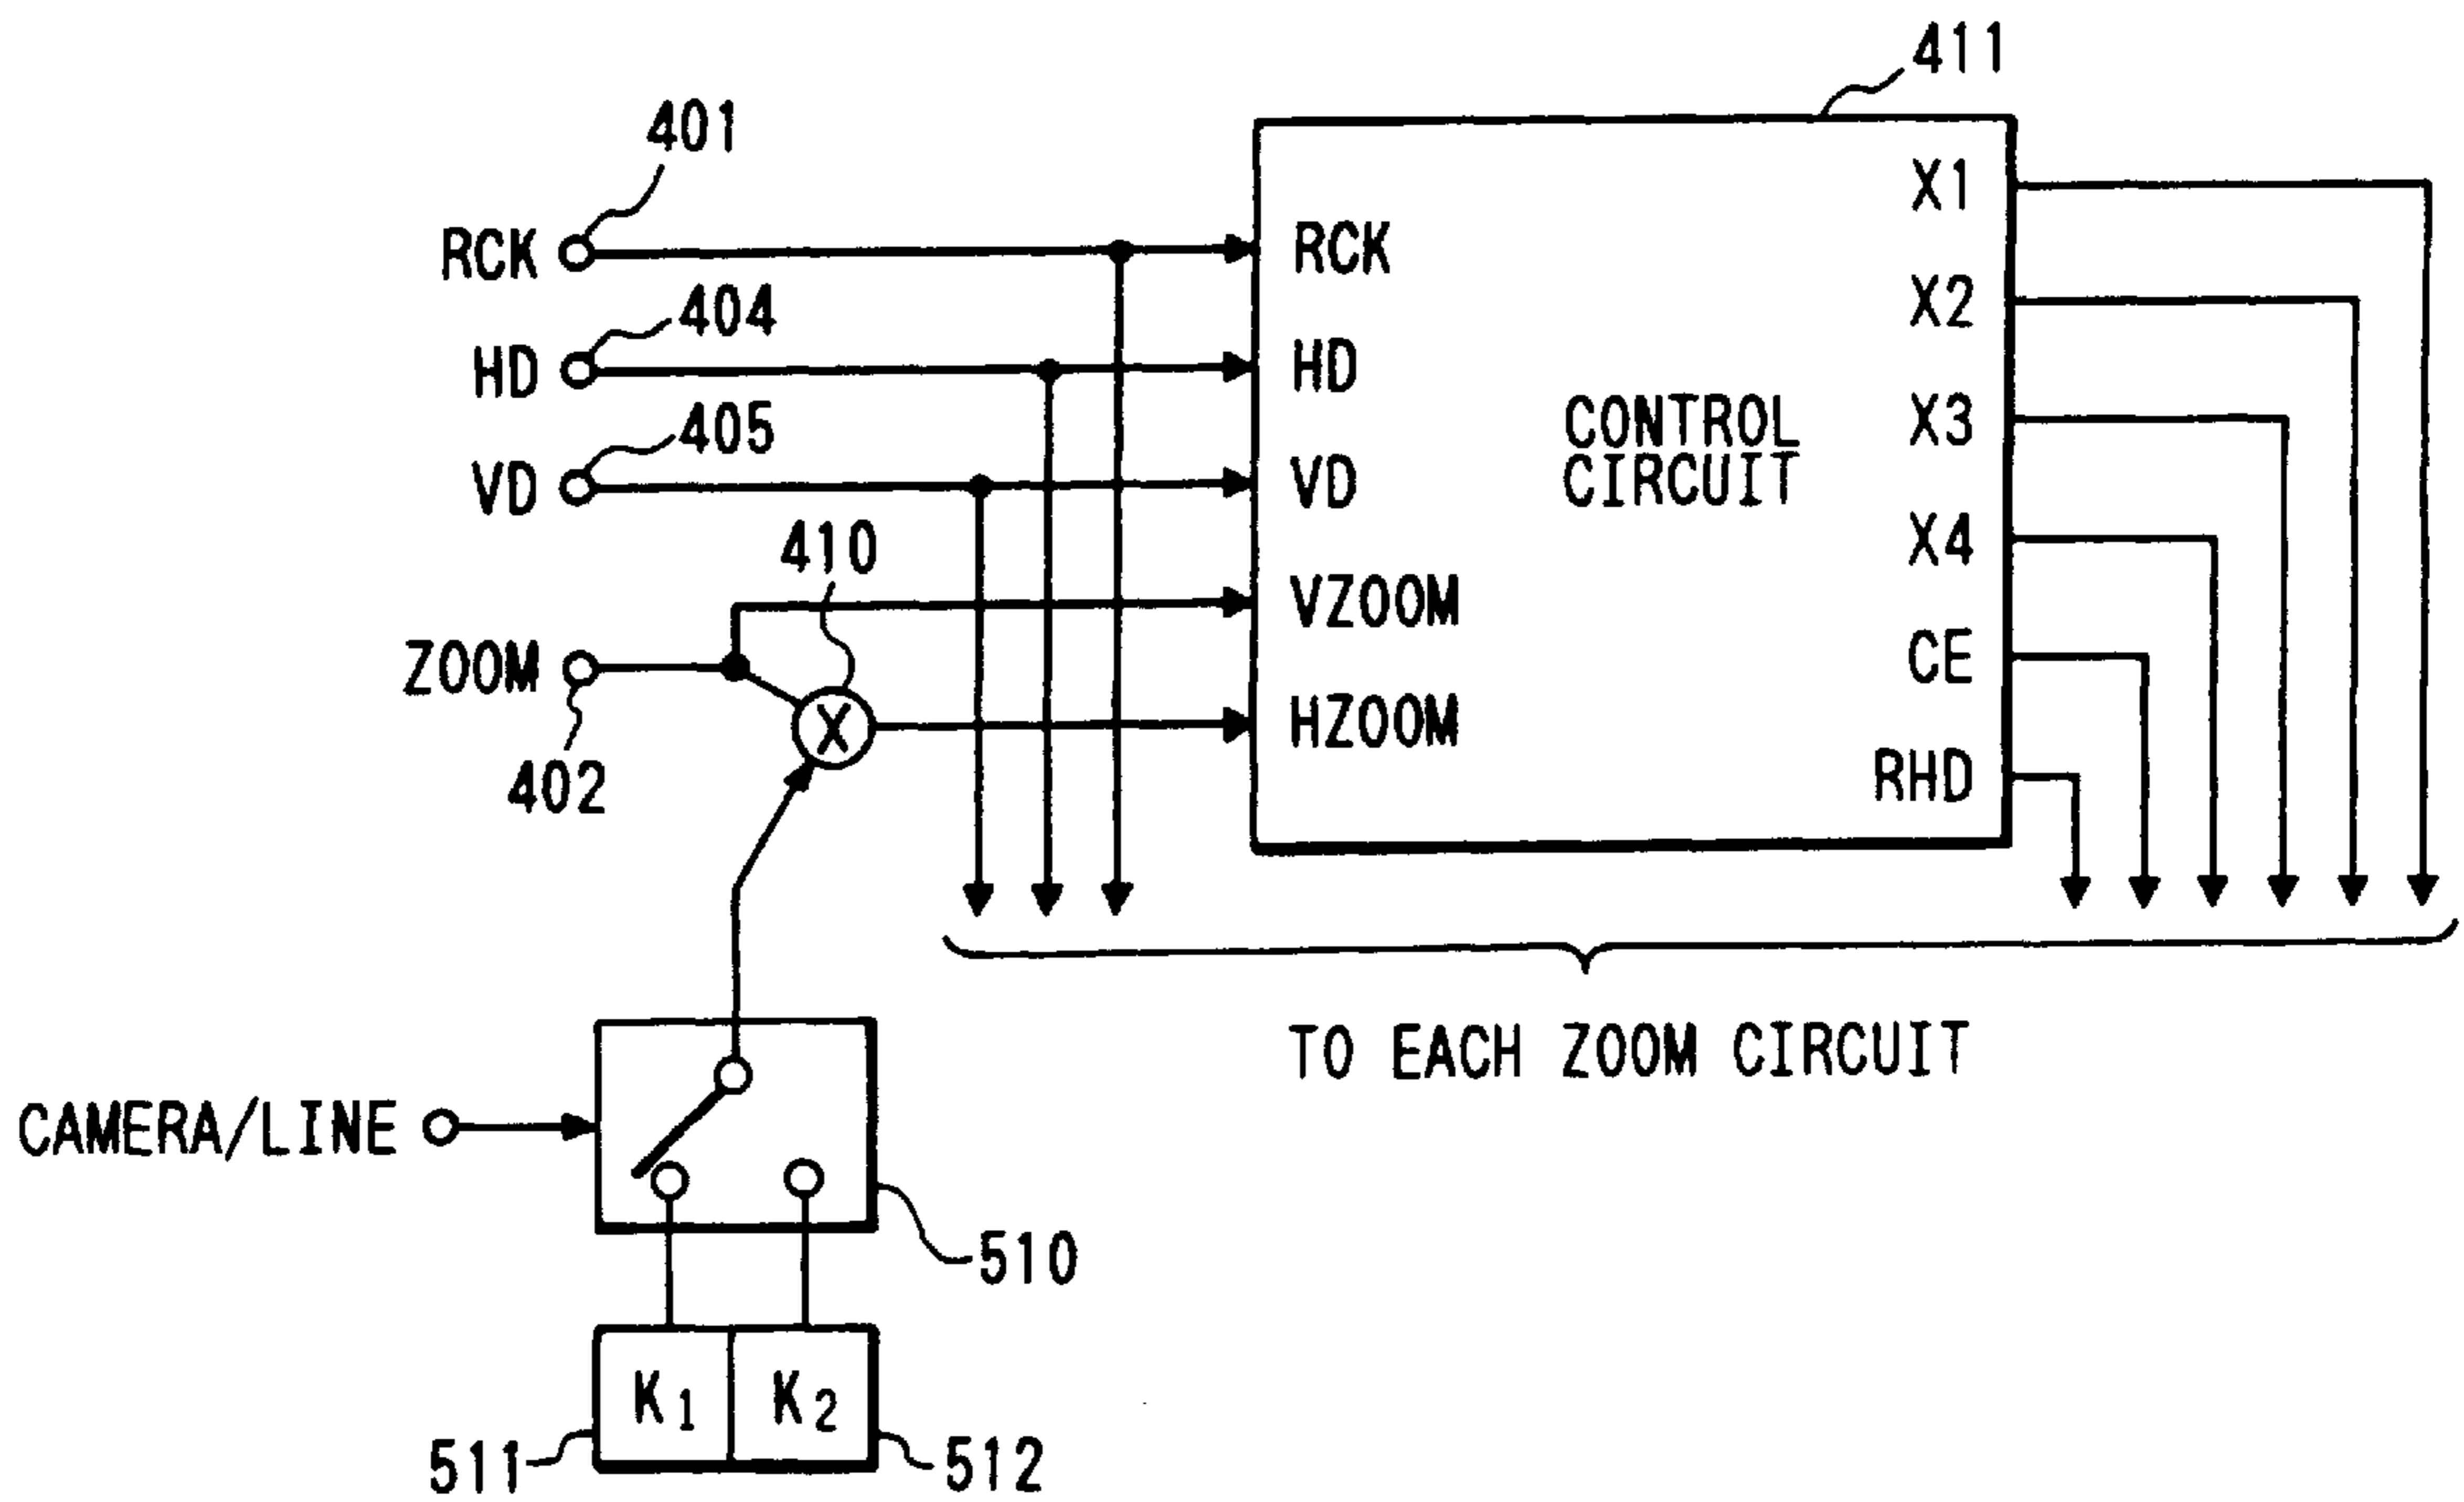 411
401
X1
RCK
RCK
404
X2
HD
HD
405
CONTROL
CIRCUIT
X3
VD
VD
410
X4
VZOOM
ZOOM
CE
X
HZOOM
402
RHD
TO EACH ZOOM CIRCUIT
CAMERA/LINE
510
K1
K2
511
512